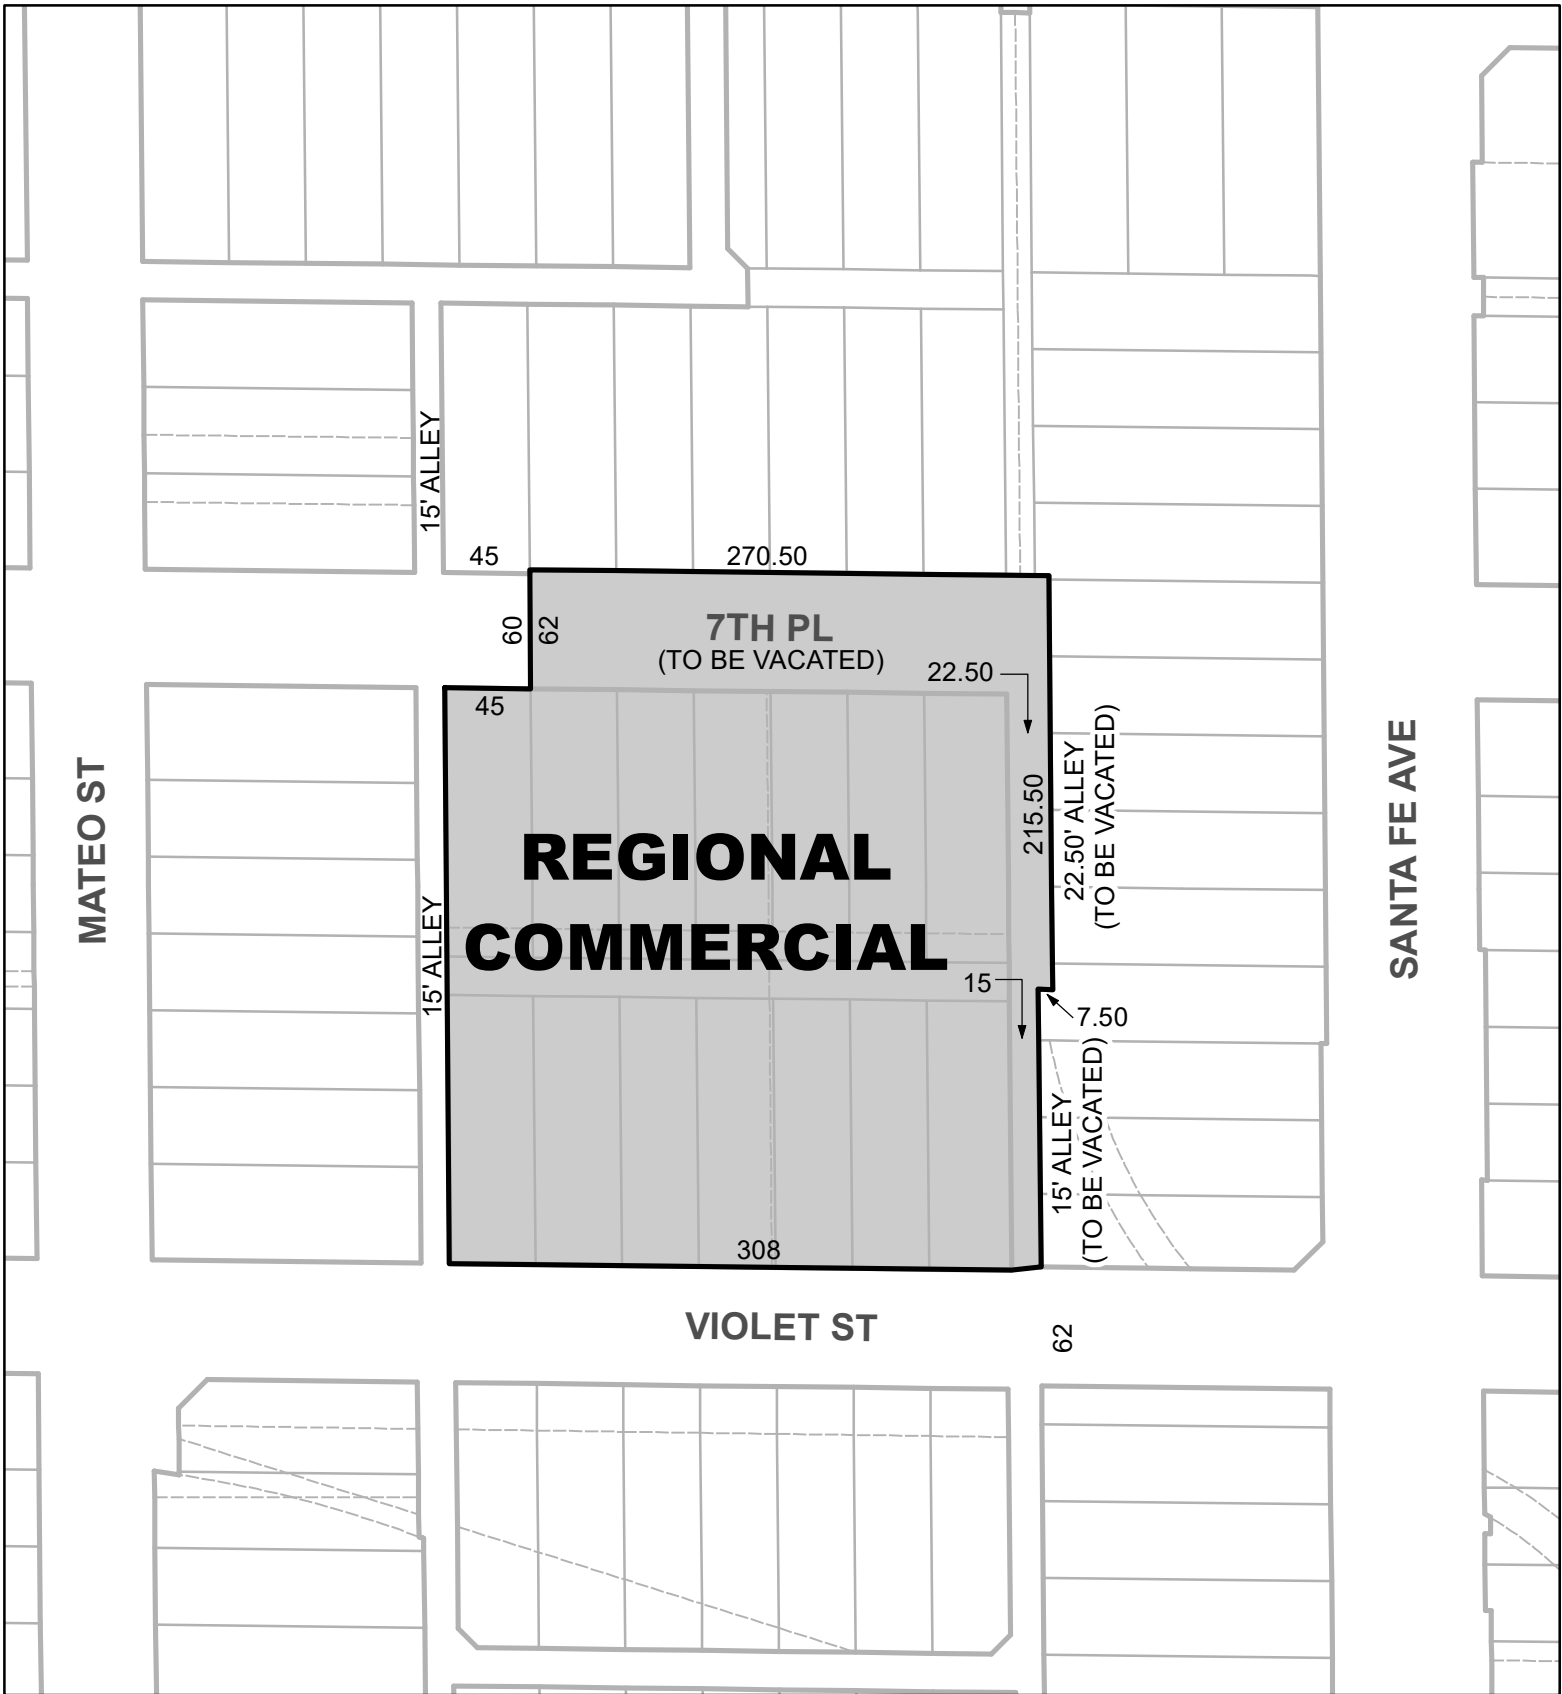 15' ALLEY
45
270.50
60
62
7TH PL
(TO BE VACATED)
22.50
45
MATEO ST
215.50
22.50' ALLEY
(TO BE VACATED)
SANTA FE AVE
REGIONAL
COMMERCIAL
15' ALLEY
15
7.50
15' ALLEY
(TO BE VACATED)
308
VIOLET ST
62